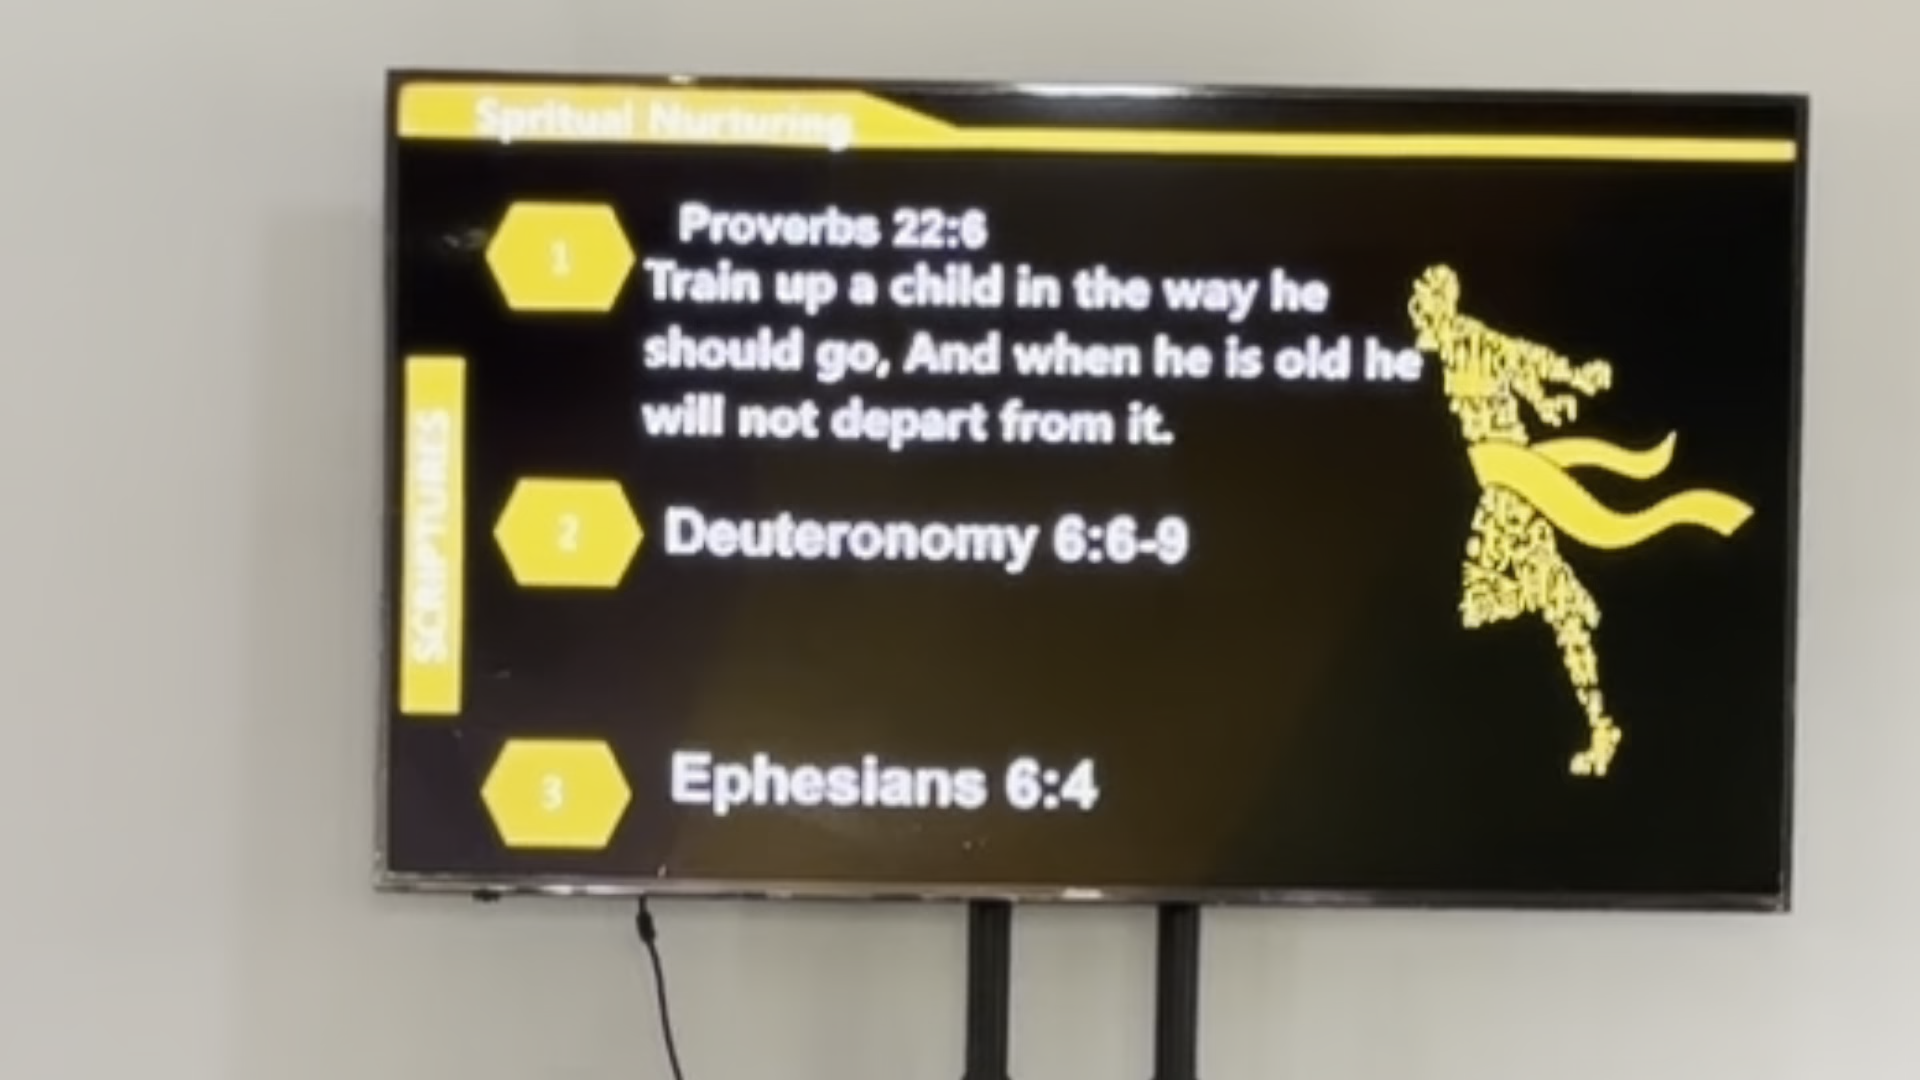 Spritual Nurturing
1
Proverbs 22:6
Train up a child in the way he
should go, And when he is old he
will not depart from it.
SCRIPTURES
2
Deuteronomy 6:6-9
3
Ephesians 6:4